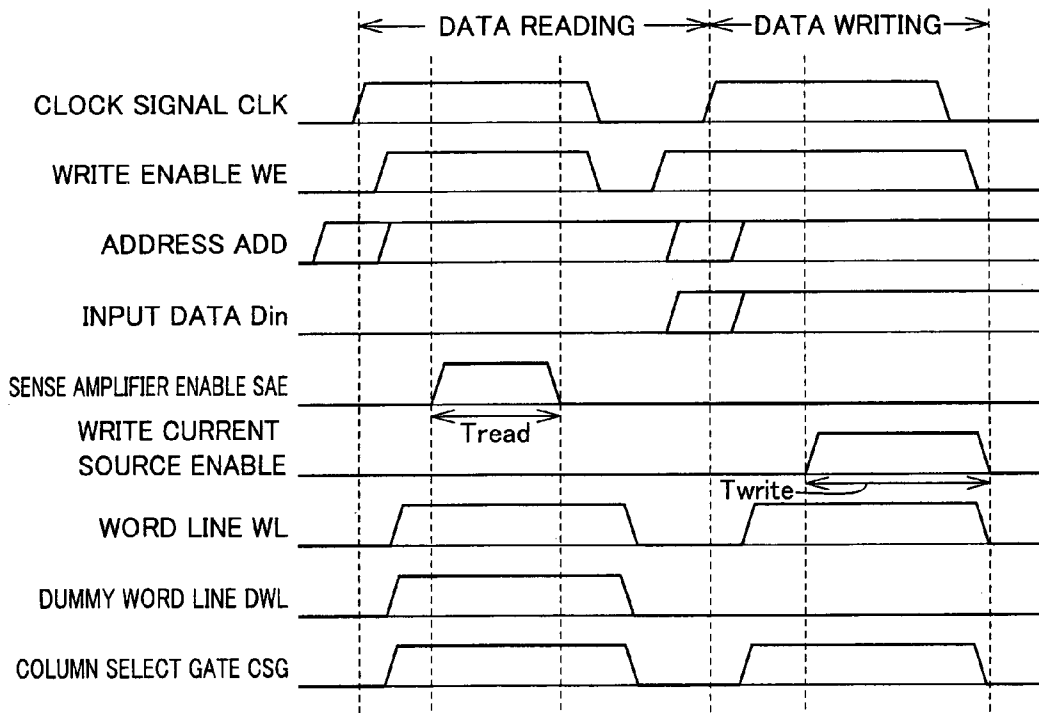 DATA READING DATA WRITING
CLOCK SIGNAL CLK
WRITE ENABLE WE
ADDRESS ADD
INPUT DATA Din
SENSE AMPLIFIER ENABLE SAE
Tread
WRITE CURRENT
SOURCE ENABLE
Twrite
WORD LINE WL
DUMMY WORD LINE DWL
COLUMN SELECT GATE CSG